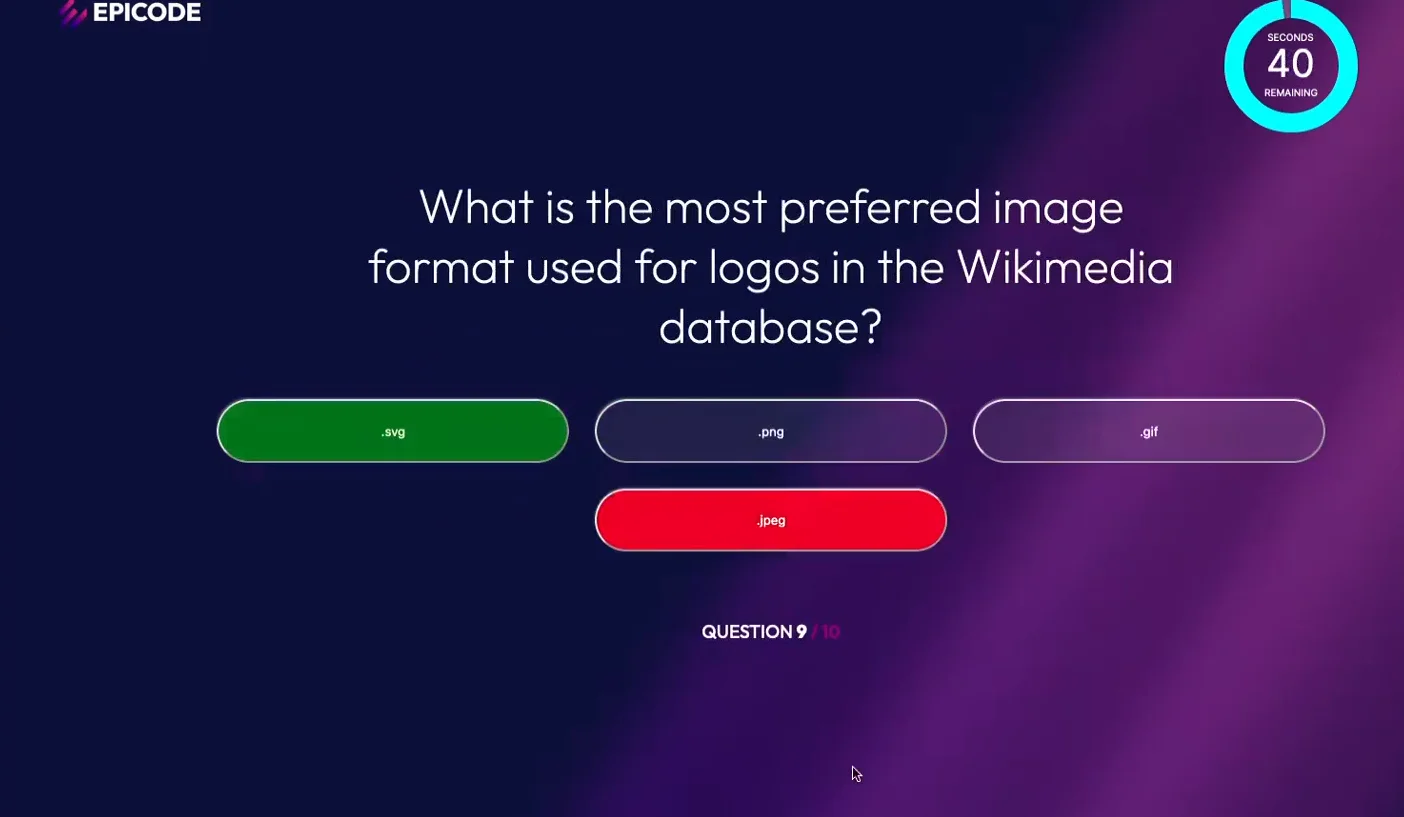 EPICODE
SECONDS
40
REMAINING
What is the most preferred image
format used for logos in the Wikimedia
database?
.svg
.png
.gif
.jpeg
QUESTION 9 / 10